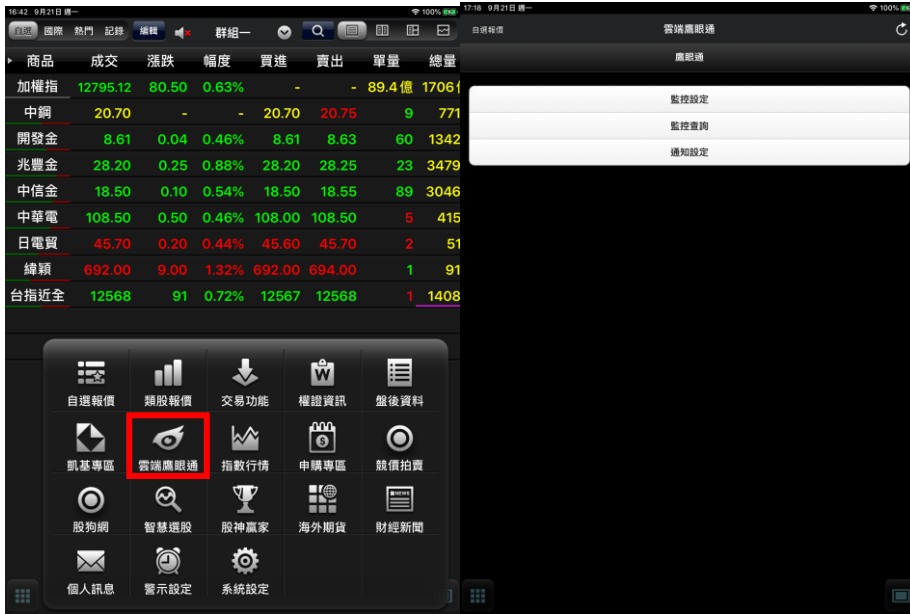 16:42 9月21日 週一 100%
自選 國際 熱門 記錄 編輯 群組一
商品 成交 漲跌 幅度 買進 賣出 單量 總量
加權指 12795.12 80.50 0.63% - - 89.4億 1706
中鋼 20.70 - - 20.70 20.75 9 771
開發金 8.61 0.04 0.46% 8.61 8.63 60 1342
兆豐金 28.20 0.25 0.88% 28.20 28.25 23 3479
中信金 18.50 0.10 0.54% 18.50 18.55 89 3046
中華電 108.50 0.50 0.46% 108.00 108.50 5 415
日電貿 45.70 0.20 0.44% 45.60 45.70 2 51
緯穎 692.00 9.00 1.32% 692.00 694.00 1 91
台指近全 12568 91 0.72% 12567 12568 1 1408
自選報價 類股報價 交易功能 權證資訊 盤後資料
凱基專區 雲端鷹眼通 指數行情 申購專區 競價拍賣
股狗網 智慧選股 股神贏家 海外期貨 財經新聞
個人訊息 警示設定 系統設定
17:18 9月21日 週一 100%
自選報價 雲端鷹眼通
鷹眼通
監控設定
監控查詢
通知設定